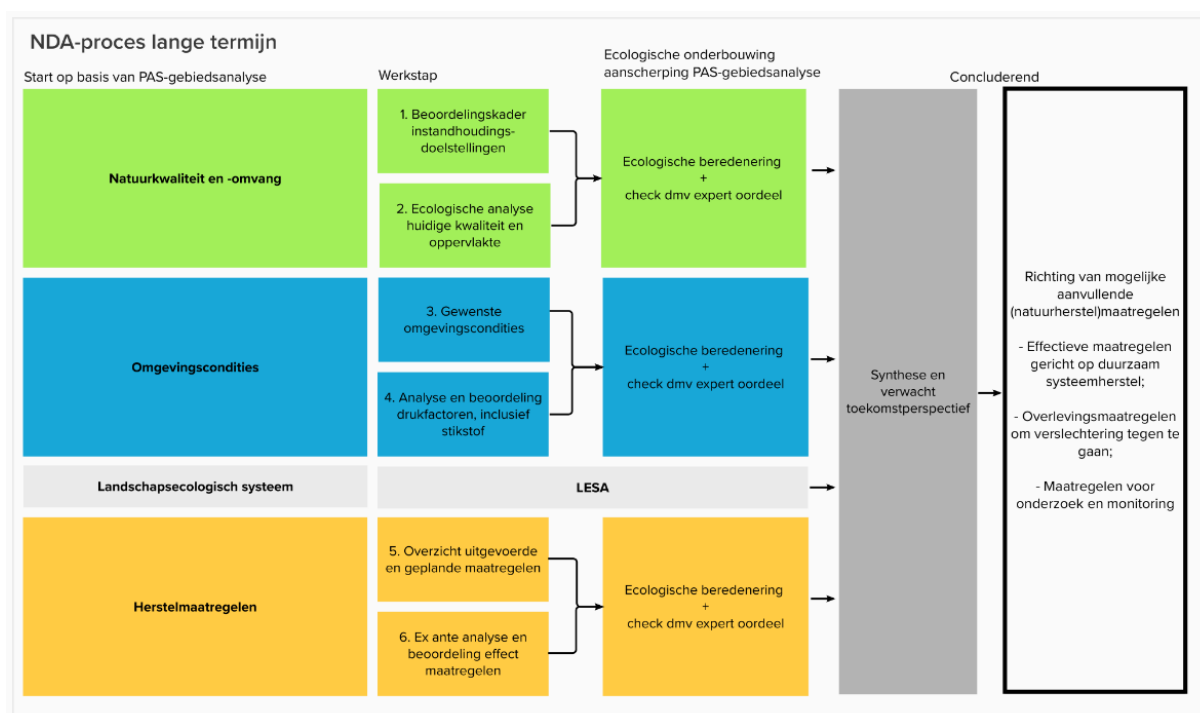 NDA-proces lange termijn
Start op basis van PAS-gebiedsanalyse
Werkstap
Ecologische onderbouwing
aanscherping PAS-gebiedsanalyse
Concluderend
Natuurkwaliteit en -omvang
1. Beoordelingskader
instandhoudings-
doelstellingen
2. Ecologische analyse
huidige kwaliteit en
oppervlakte
Ecologische beredenering
+
check dmv expert oordeel
Omgevingscondities
3. Gewenste
omgevingscondities
4. Analyse en beoordeling
drukfactoren, inclusief
stikstof
Ecologische beredenering
+
check dmv expert oordeel
Landschapsecologisch systeem
LESA
Herstelmaatregelen
5. Overzicht uitgevoerde
en geplande maatregelen
6. Ex ante analyse en
beoordeling effect
maatregelen
Ecologische beredenering
+
check dmv expert oordeel
Synthese en
verwacht
toekomstperspectief
Richting van mogelijke
aanvullende
(natuurherstel)maatregelen
- Effectieve maatregelen
gericht op duurzaam
systeemherstel;
- Overlevingsmaatregelen
om verslechtering tegen te
gaan;
- Maatregelen voor
onderzoek en monitoring